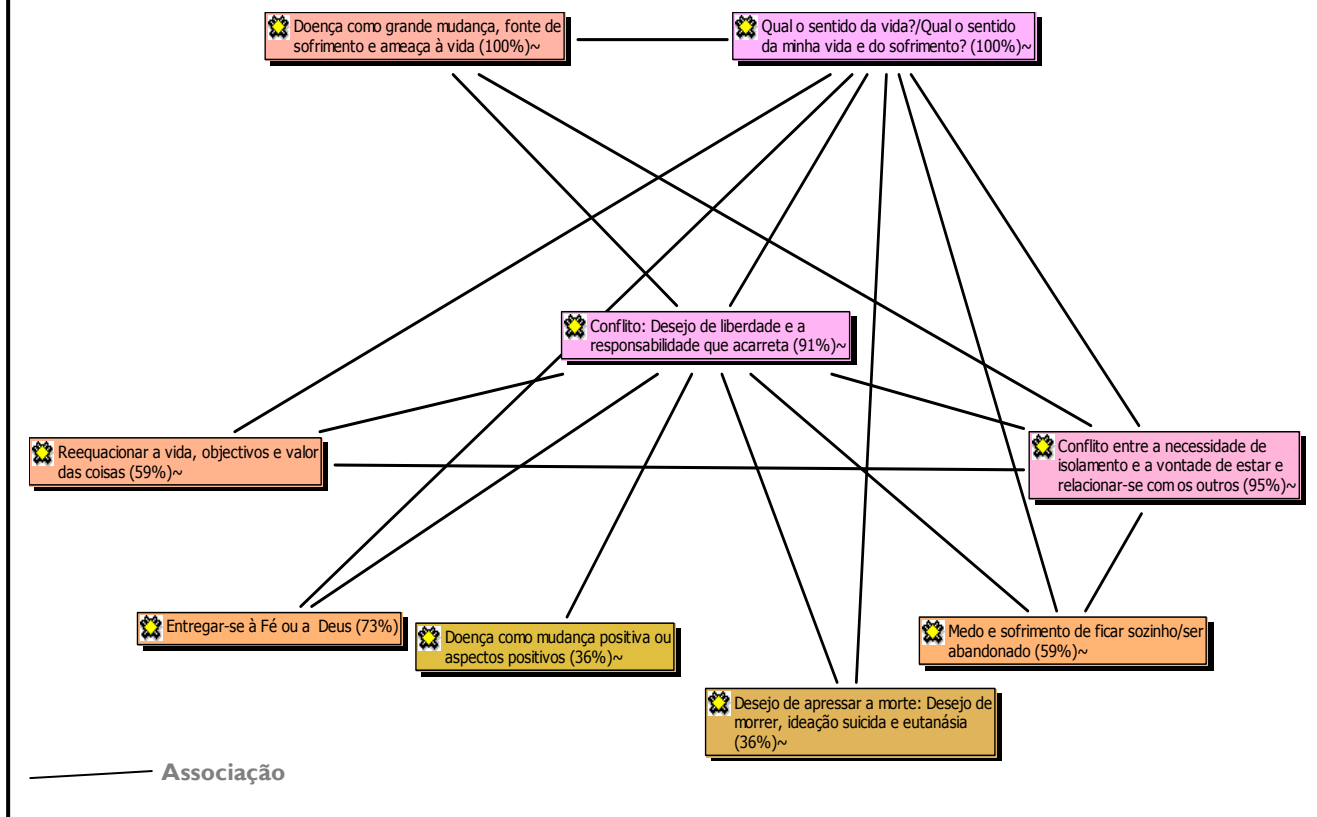 Doença como grande mudança, fonte de
sofrimento e ameaça à vida (100%)~
Qual o sentido da vida?/Qual o sentido
da minha vida e do sofrimento? (100%)~
Conflito: Desejo de liberdade e a
responsabilidade que acarreta (91%)~
Reequacionar a vida, objectivos e valor
das coisas (59%)~
Conflito entre a necessidade de
isolamento e a vontade de estar e
relacionar-se com os outros (95%)~
Entregar-se à Fé ou a Deus (73%)
Doença como mudança positiva ou
aspectos positivos (36%)~
Medo e sofrimento de ficar sozinho/ser
abandonado (59%)~
Desejo de apressar a morte: Desejo de
morrer, ideação suicida e eutanásia
(36%)~
Associação